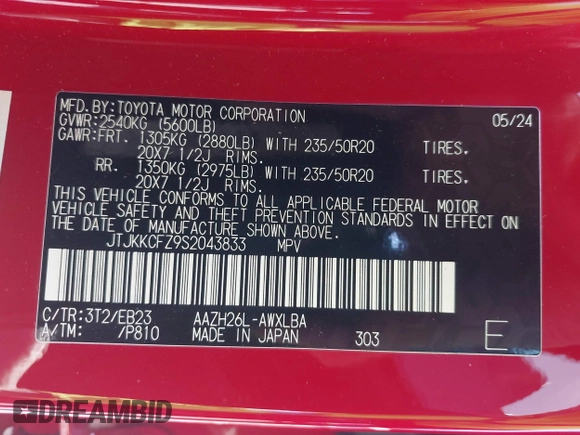 MFD. BY: TOYOTA MOTOR CORPORATION 05/24
GVWR: 2540KG (5600LB)
GAWR: FRT. 1305KG (2880LB) WITH 235/50R20 TIRES.
20X7 1/2J RIMS.
RR. 1350KG (2975LB) WITH 235/50R20 TIRES.
20X7 1/2J RIMS.
THIS VEHICLE CONFORMS TO ALL APPLICABLE FEDERAL MOTOR
VEHICLE SAFETY AND THEFT PREVENTION STANDARDS IN EFFECT ON
THE DATE OF MANUFACTURE SHOWN ABOVE.
JTJKKCFZ9S2043833 MPV
C/TR: 3T2/EB23 AAZH26L-AWXLBA
A/TM: /P810 MADE IN JAPAN 303 E
DREAMBID